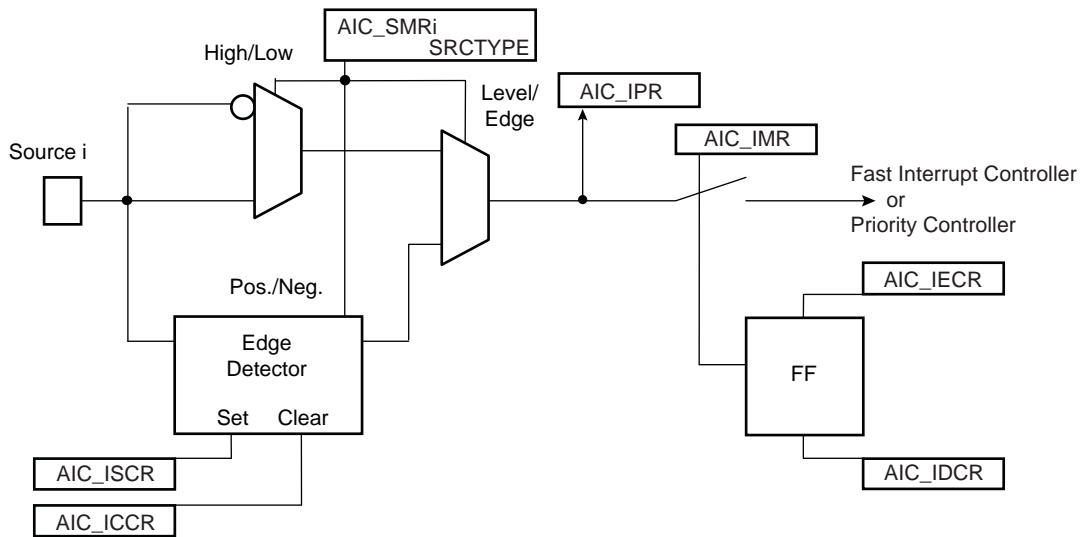 AIC_SMRi
SRCTYPE
High/Low
Level/
Edge
AIC_IPR
AIC_IMR
Source i
Fast Interrupt Controller
or
Priority Controller
Pos./Neg.
AIC_IECR
Edge
Detector
FF
Set Clear
AIC_ISCR
AIC_IDCR
AIC_ICCR